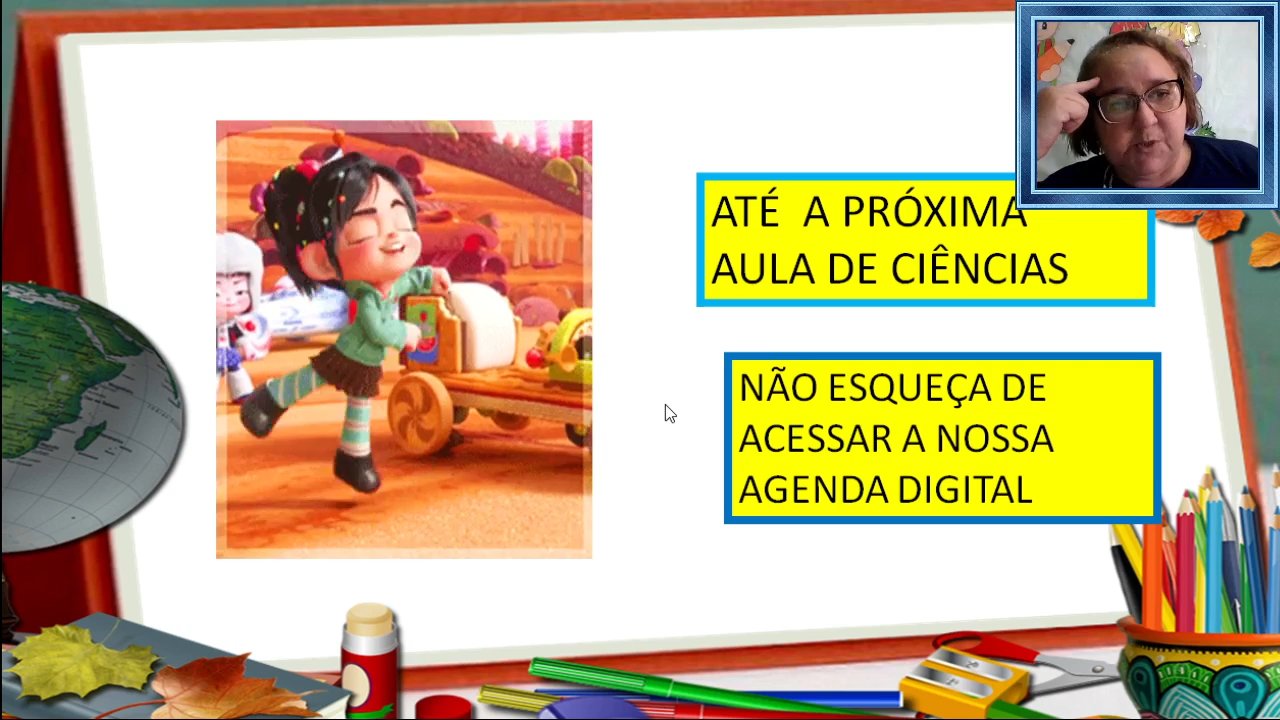 ATÉ A PRÓXIMA
AULA DE CIÊNCIAS
NÃO ESQUEÇA DE
ACESSAR A NOSSA
AGENDA DIGITAL